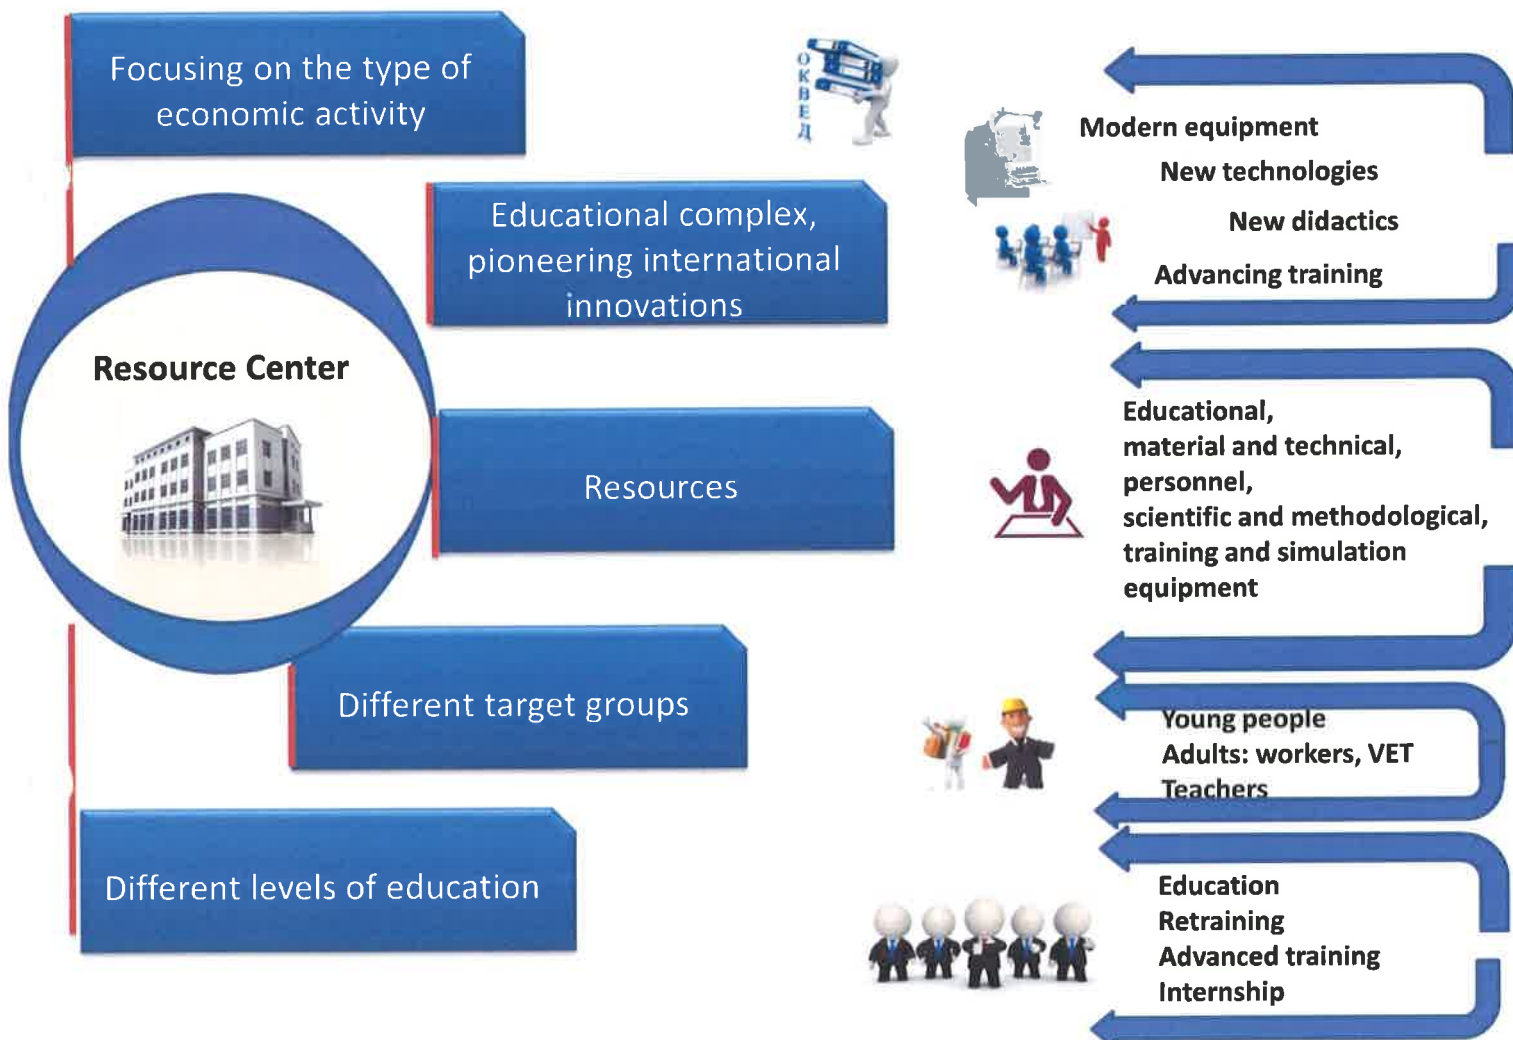 Focusing on the type of
economic activity
ОКВЕД
Modern equipment
New technologies
New didactics
Advancing training
Educational complex,
pioneering international
innovations
Resource Center
Resources
Educational,
material and technical,
personnel,
scientific and methodological,
training and simulation
equipment
Different target groups
Young people
Adults: workers, VET
Teachers
Different levels of education
Education
Retraining
Advanced training
Internship